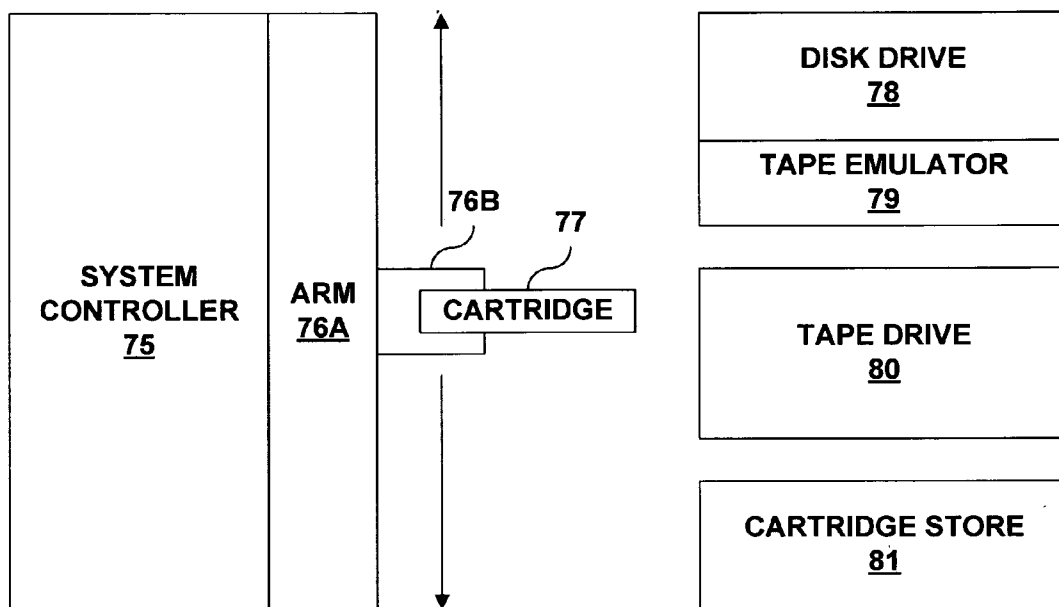 SYSTEM
CONTROLLER
75
ARM
76A
76B
77
CARTRIDGE
DISK DRIVE
78
TAPE EMULATOR
79
TAPE DRIVE
80
CARTRIDGE STORE
81